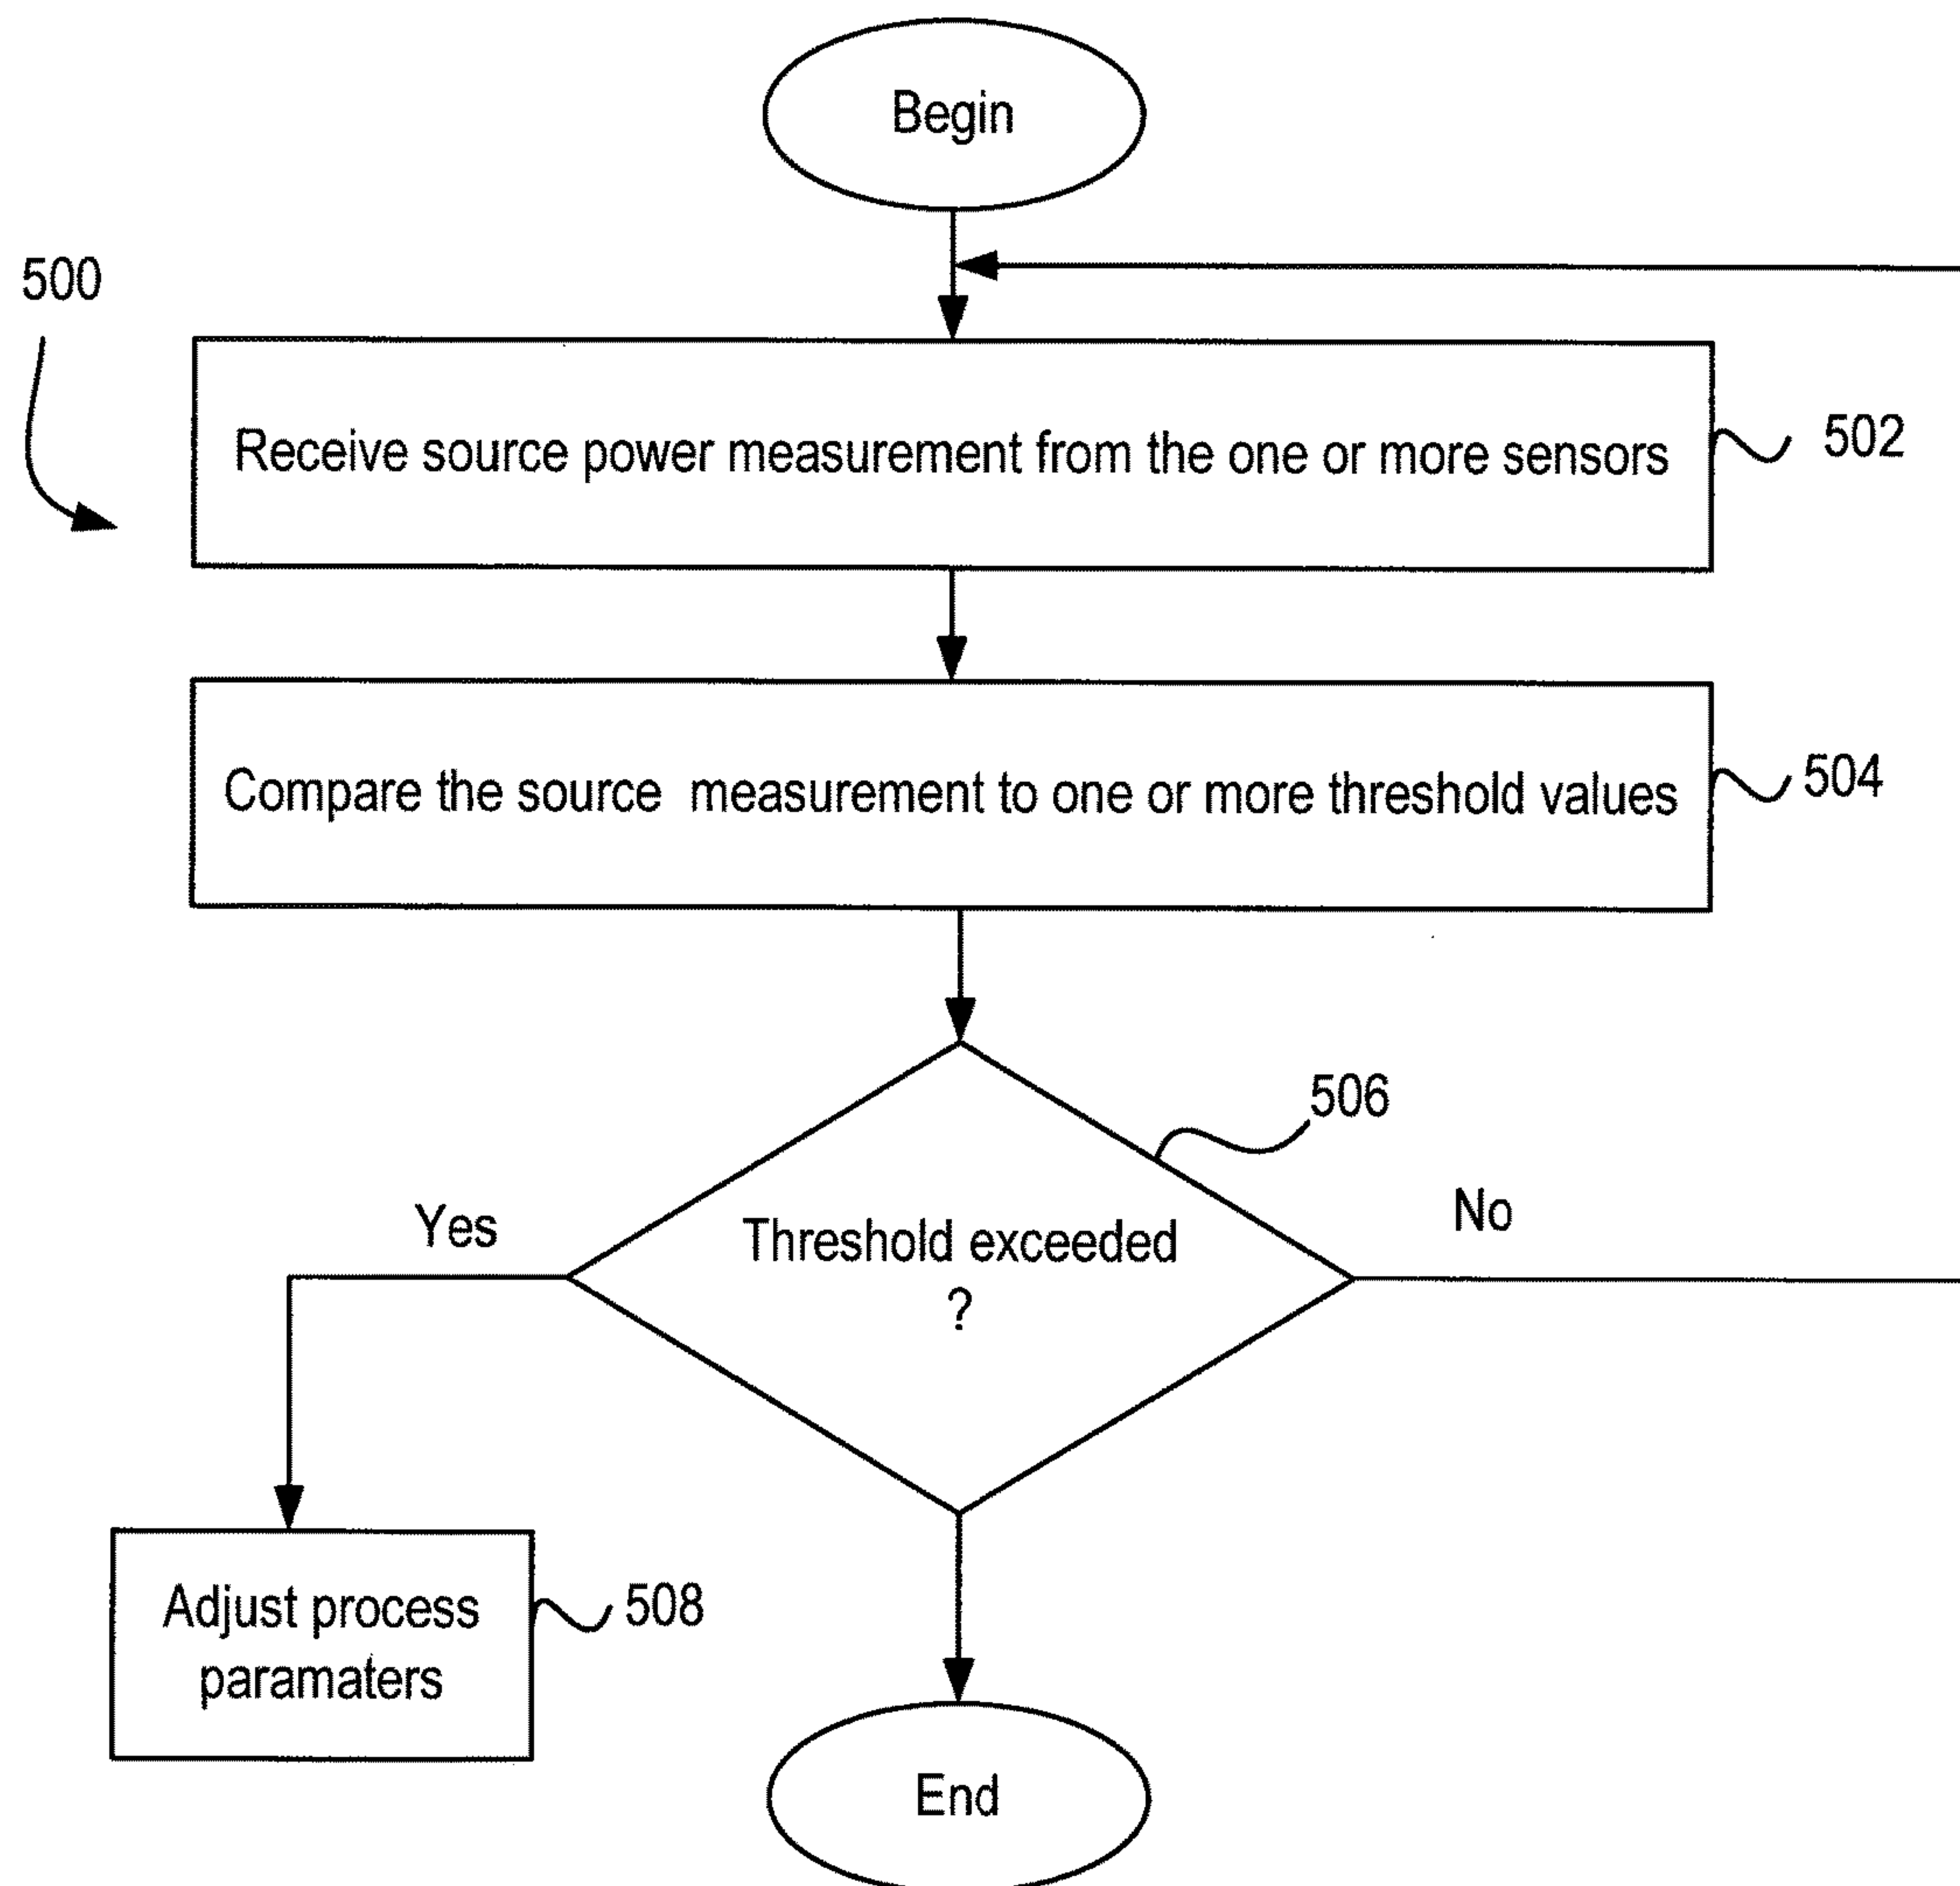 Begin
500
Receive source power measurement from the one or more sensors
502
Compare the source measurement to one or more threshold values
504
506
Yes
Threshold exceeded
?
No
Adjust process
paramaters
508
End